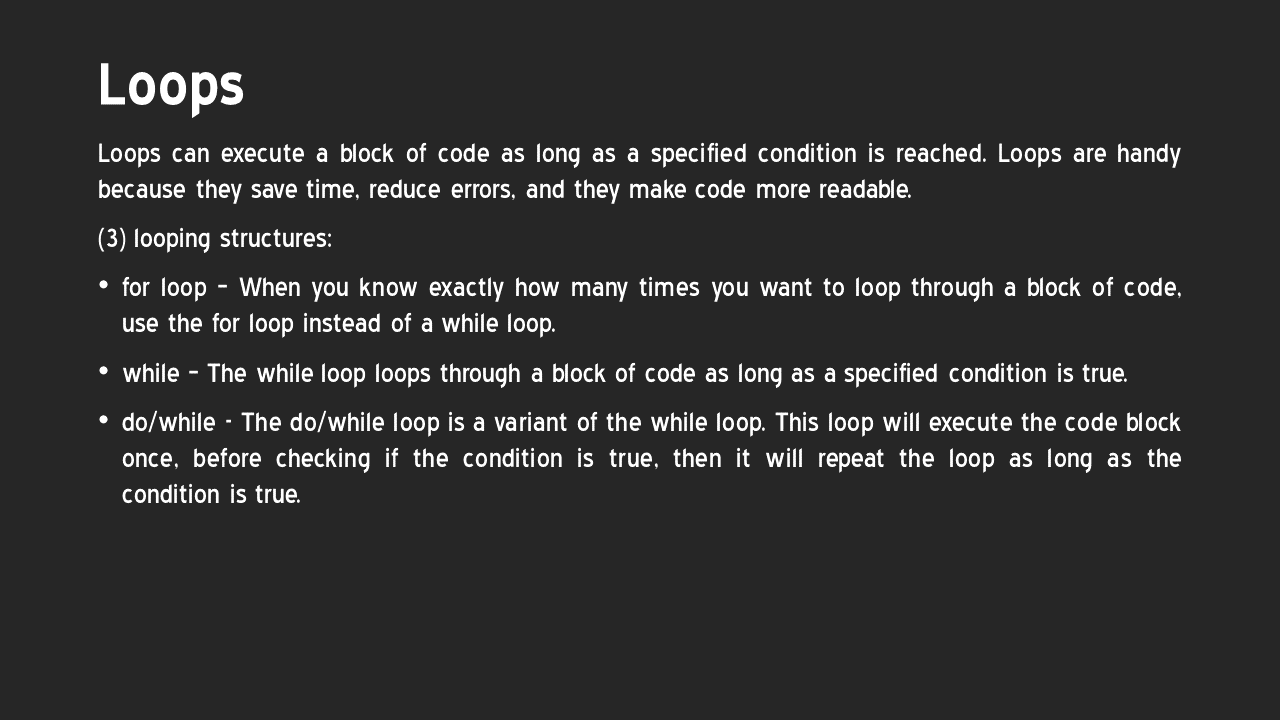 Loops
Loops can execute a block of code as long as a specified condition is reached. Loops are handy
because they save time, reduce errors, and they make code more readable.
(3) looping structures:
• for loop – When you know exactly how many times you want to loop through a block of code,
use the for loop instead of a while loop.
• while – The while loop loops through a block of code as long as a specified condition is true.
• do/while - The do/while loop is a variant of the while loop. This loop will execute the code block
once, before checking if the condition is true, then it will repeat the loop as long as the
condition is true.